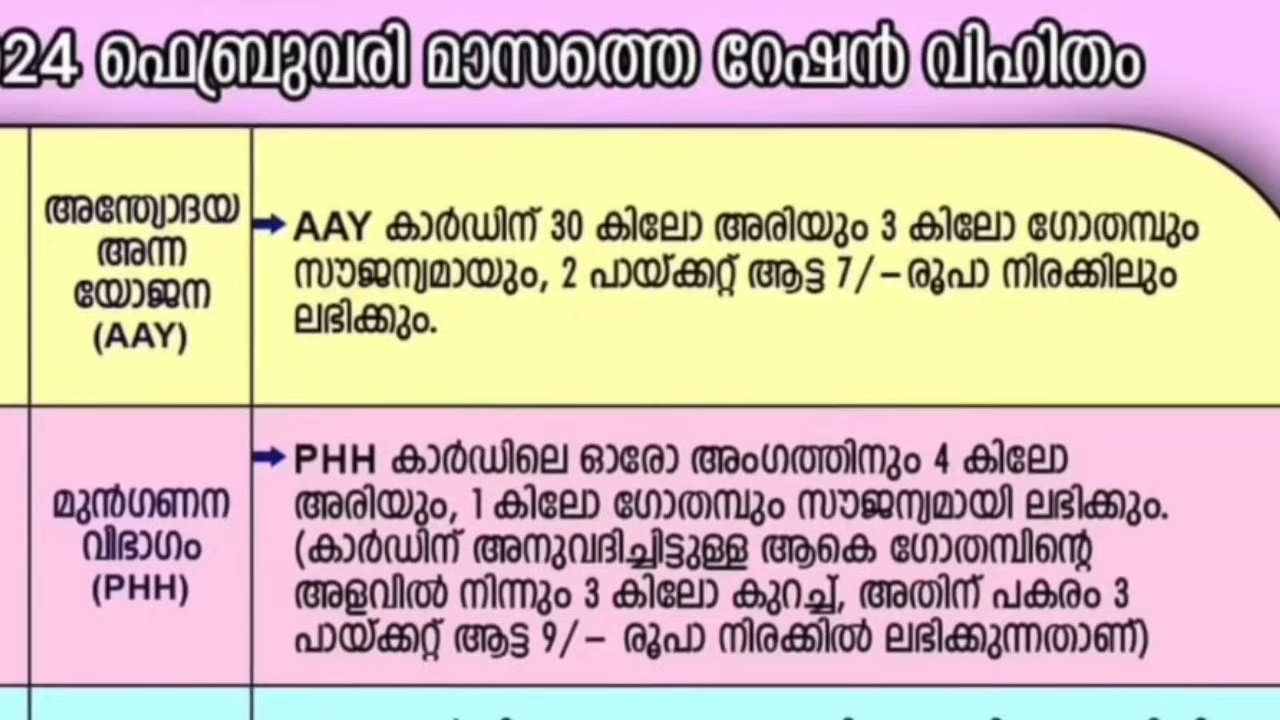 024 ഫെബ്രുവരി മാസത്തെ റേഷൻ വിഹിതം
അന്ത്യോദയ
അന്ന
യോജന
(AAY)
➡AAY കാർഡിന് 30 കിലോ അരിയും 3 കിലോ ഗോതമ്പും
സൗജന്യമായും, 2 പായ്ക്കറ്റ് ആട്ട 7/–രൂപാ നിരക്കിലും
ലഭിക്കും.
മുൻഗണന
വിഭാഗം
(PHH)
➡PHH കാർഡിലെ ഓരോ അംഗത്തിനും 4 കിലോ
അരിയും, 1 കിലോ ഗോതമ്പും സൗജന്യമായി ലഭിക്കും.
(കാർഡിന് അനുവദിച്ചിട്ടുള്ള ആകെ ഗോതമ്പിന്റെ
അളവിൽ നിന്നും 3 കിലോ കുറച്ച്, അതിന് പകരം 3
പായ്ക്കറ്റ് ആട്ട 9/– രൂപാ നിരക്കിൽ ലഭിക്കുന്നതാണ്)